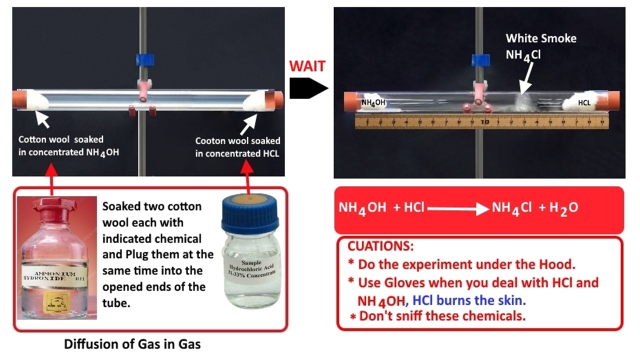 WAIT
White Smoke
NH4Cl
NH4OH
HCL
10
Cotton wool soaked
in concentrated NH4OH
Cooton wool soaked
in concentrated HCL
AMMONIUM
HYDROXIDE
Soaked two cotton
wool each with
indicated chemical
and Plug them at the
same time into the
opened ends of the
tube.
Sample
Hydrochloric Acid
31-33% Concentrate
Diffusion of Gas in Gas
NH4OH + HCl → NH4Cl + H2O
CUATIONS:
* Do the experiment under the Hood.
* Use Gloves when you deal with HCl and
NH4OH, HCl burns the skin.
* Don't sniff these chemicals.